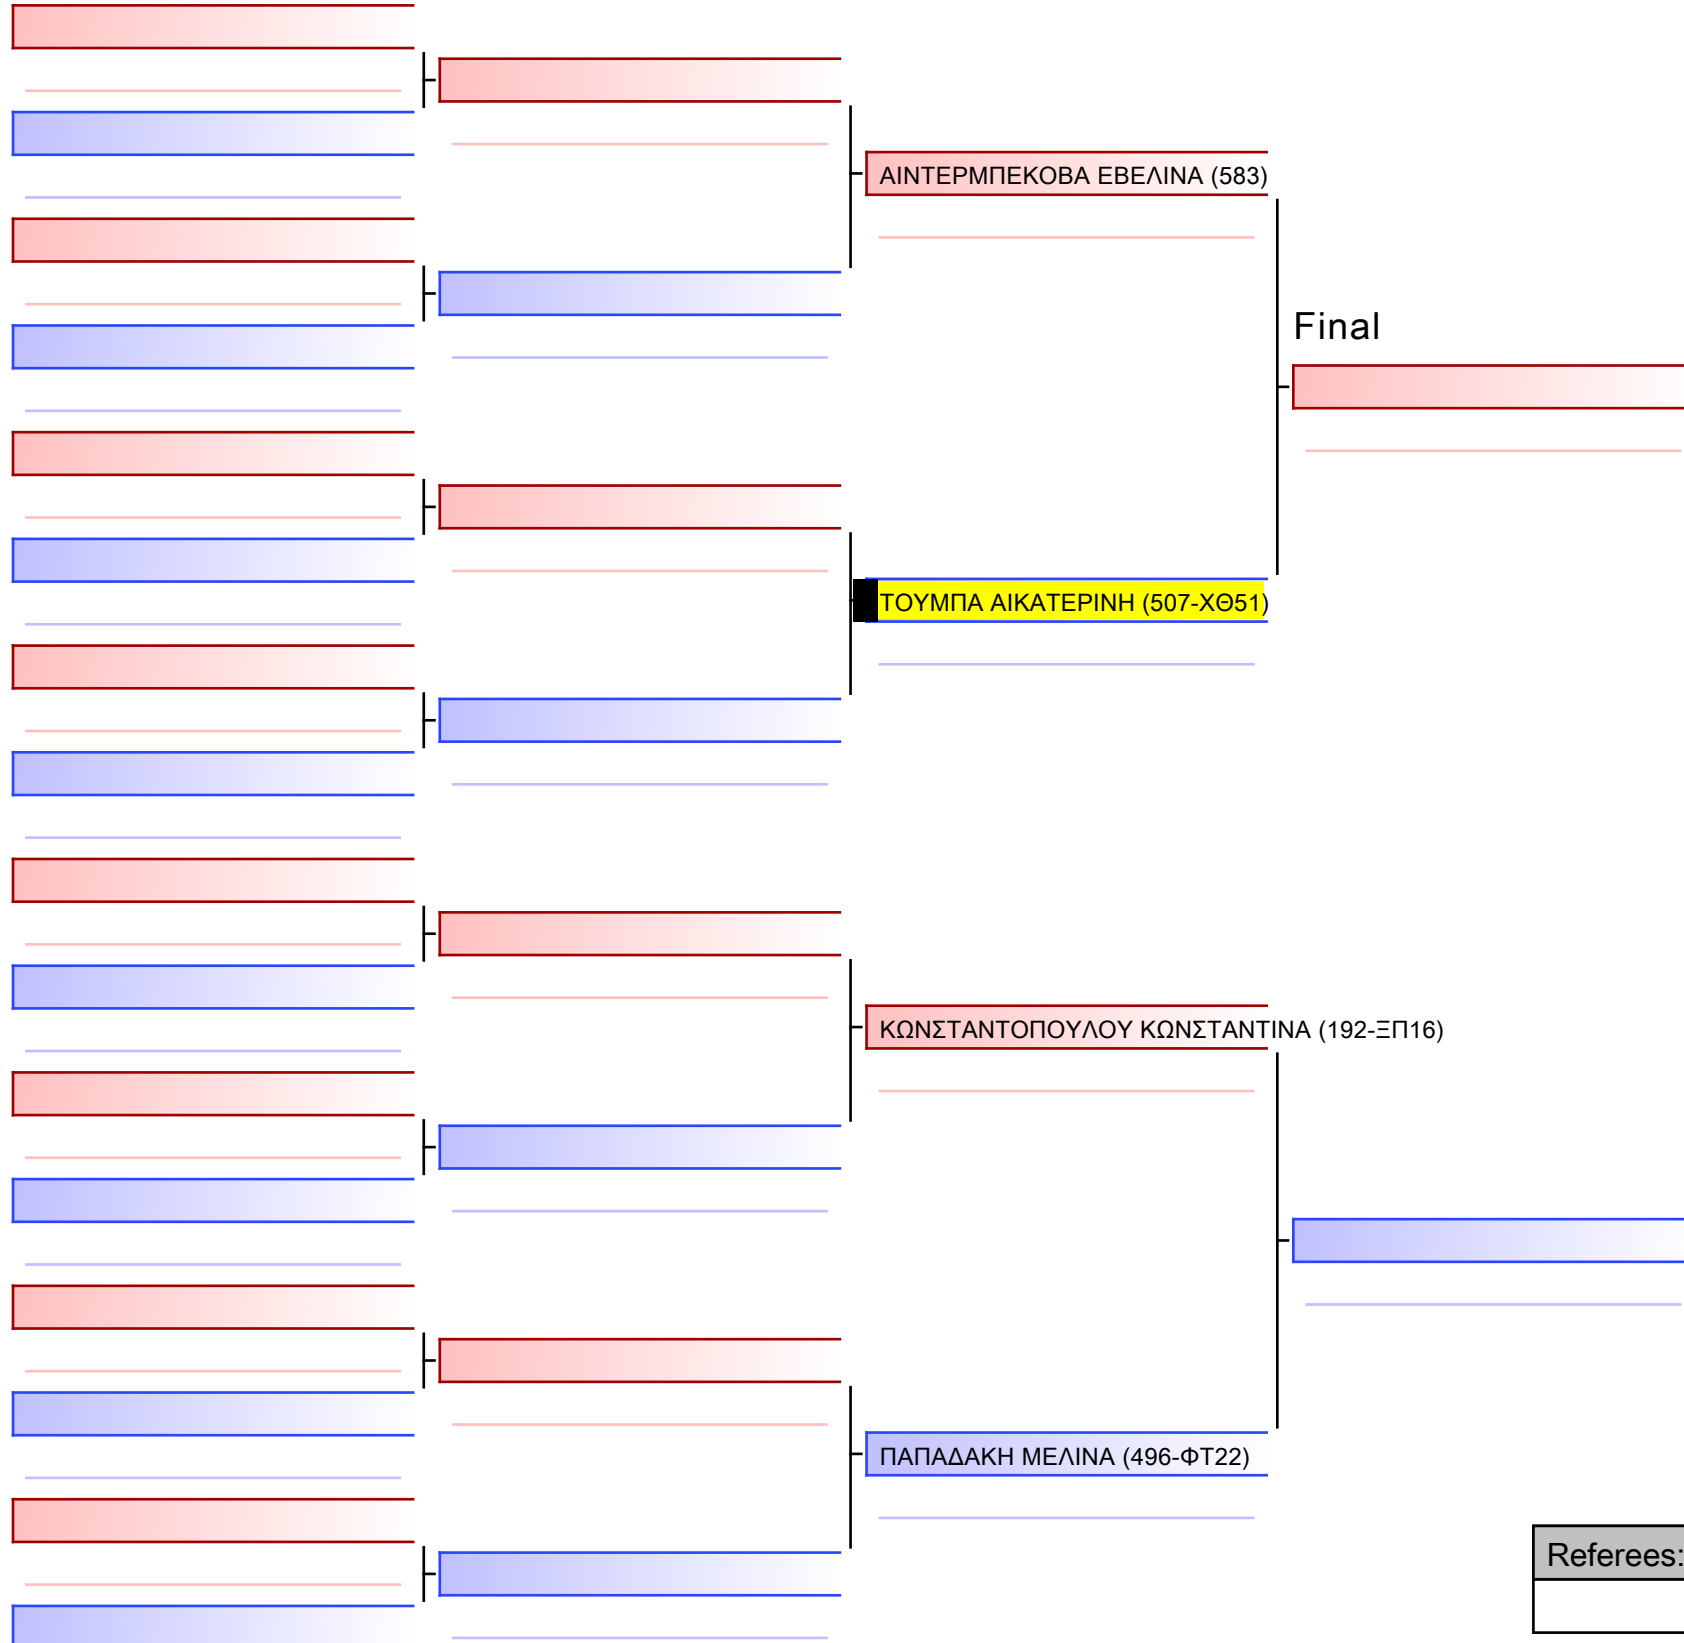 ΑΙΝΤΕΡΜΠΕΚΟΒΑ ΕΒΕΛΙΝΑ (583)
Final
ΤΟΥΜΠΑ ΑΙΚΑΤΕΡΙΝΗ (507-ΧΘ51)
ΚΩΝΣΤΑΝΤΟΠΟΥΛΟΥ ΚΩΝΣΤΑΝΤΙΝΑ (192-ΞΠ16)
ΠΑΠΑΔΑΚΗ ΜΕΛΙΝΑ (496-ΦΤ22)
Referees: